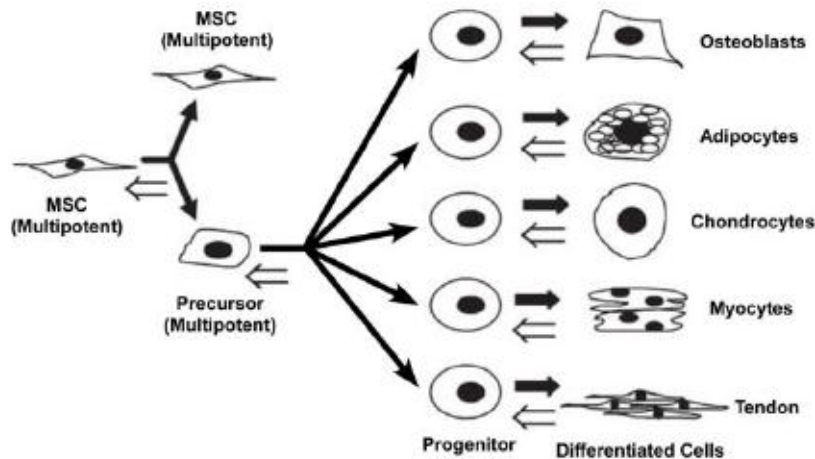 MSC
(Multipotent)
MSC
(Multipotent)
Precursor
(Multipotent)
Osteoblasts
Adipocytes
Chondrocytes
Myocytes
Tendon
Progenitor
Differentiated Cells